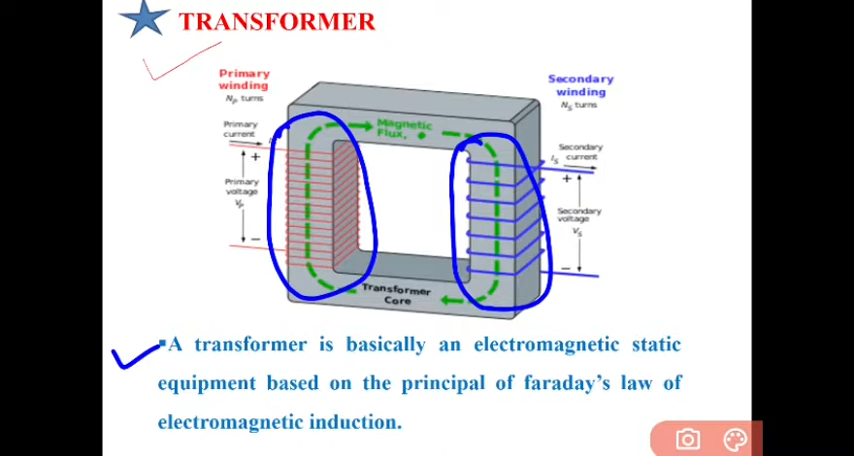 TRANSFORMER
Primary
winding
Nₚ turns
Secondary
winding
Nₛ turns
Primary
current
Magnetic
Flux,
Secondary
Iₛ current
+
+
Primary
voltage
Vₚ
Secondary
voltage
Vₛ
−
−
Transformer
Core
▪A transformer is basically an electromagnetic static
equipment based on the principal of faraday's law of
electromagnetic induction.